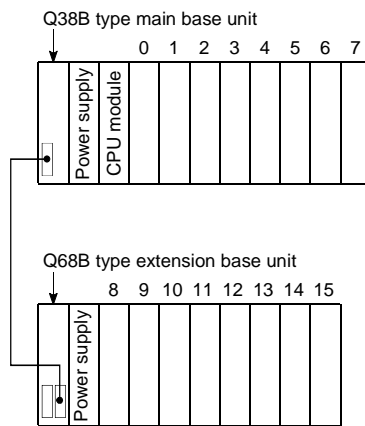 Q38B type main base unit
0 1 2 3 4 5 6 7
Power supply
CPU module
Q68B type extension base unit
8 9 10 11 12 13 14 15
Power supply